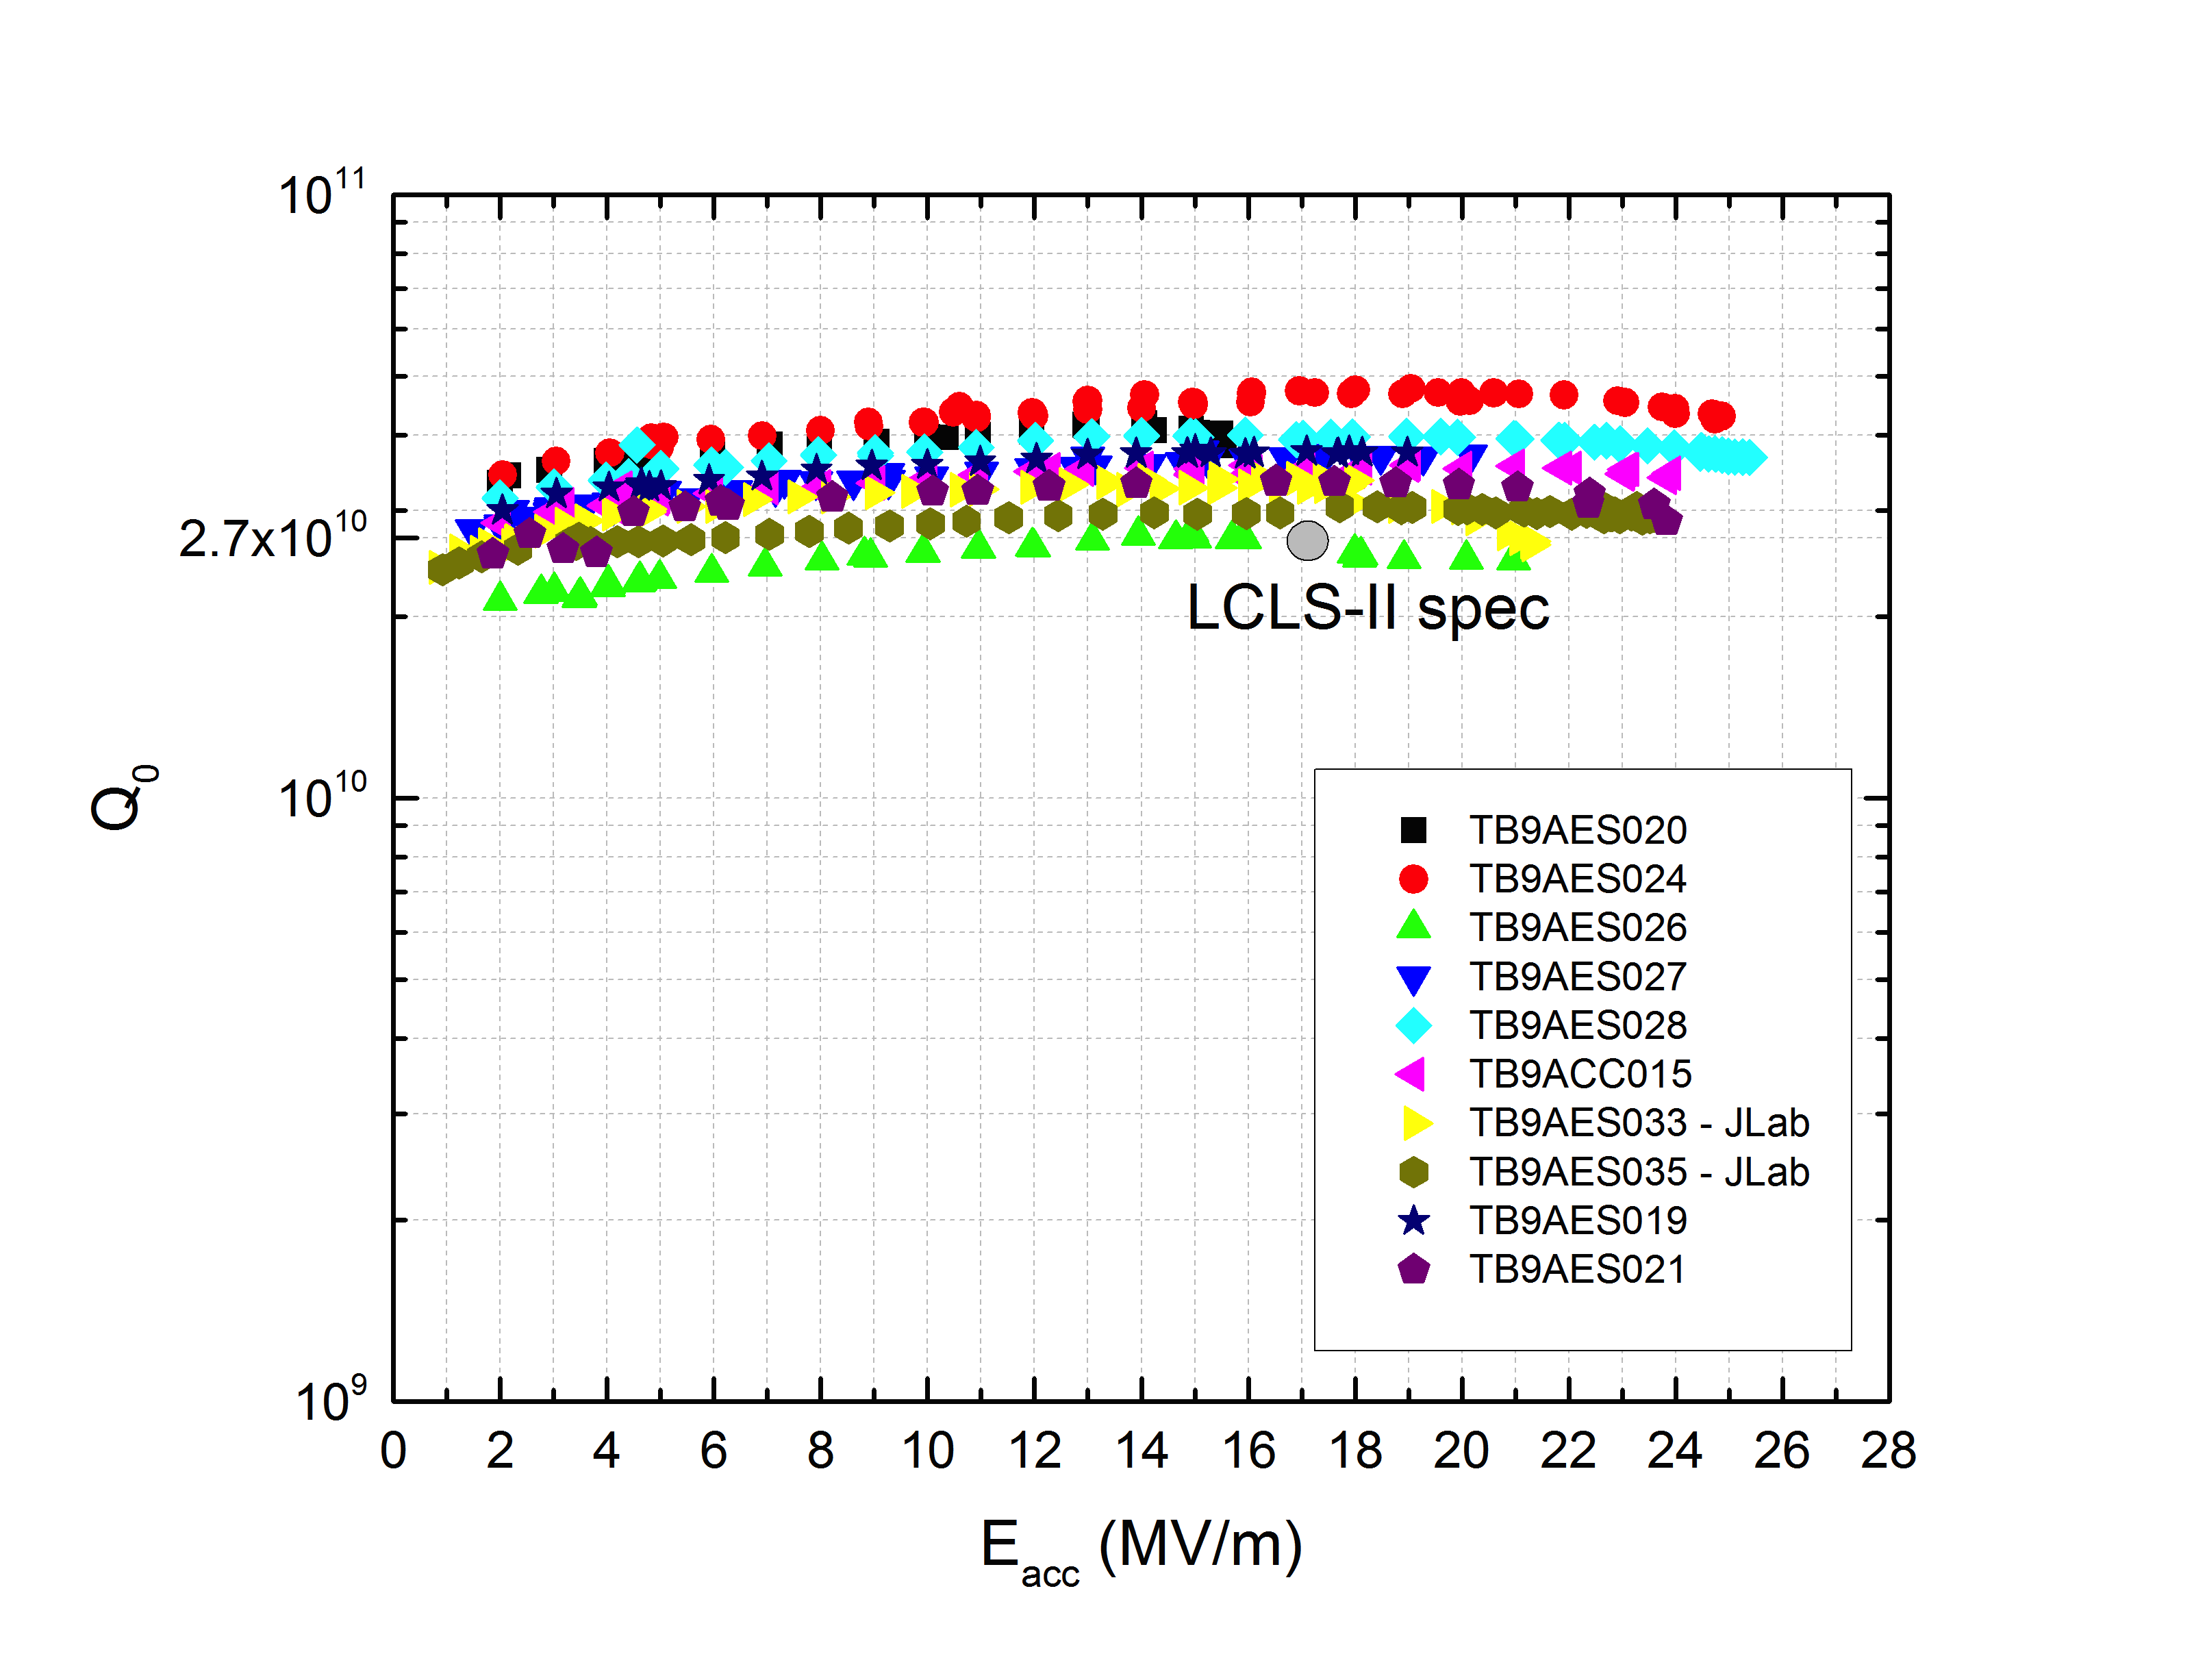 10^11
2.7x10^10
10^10
10^9
Q_0
LCLS-II spec
TB9AES020
TB9AES024
TB9AES026
TB9AES027
TB9AES028
TB9ACC015
TB9AES033 - JLab
TB9AES035 - JLab
TB9AES019
TB9AES021
0 2 4 6 8 10 12 14 16 18 20 22 24 26 28
E_acc (MV/m)